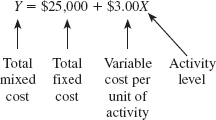 Y = $25,000 + $3.00X
Total Total Variable Activity
mixed fixed cost per level
cost cost unit of
activity